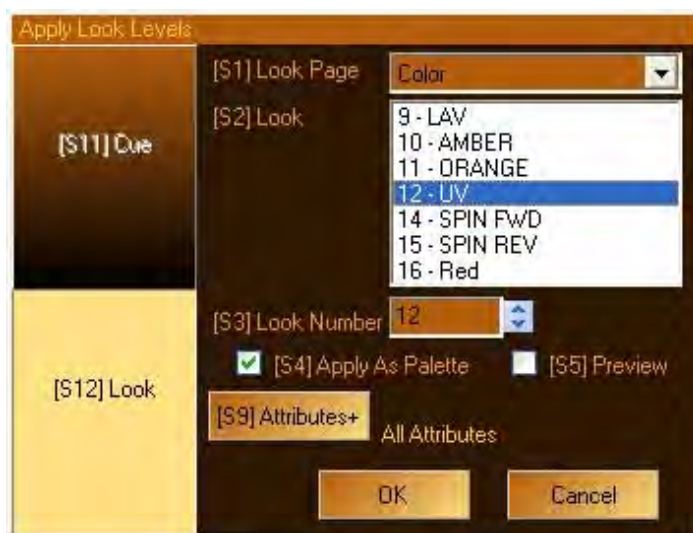 Apply Look Levels
[S11] Cue
[S12] Look
[S1] Look Page
Color
[S2] Look
9 - LAV
10 - AMBER
11 - ORANGE
12 - UV
14 - SPIN FWD
15 - SPIN REV
16 - Red
[S3] Look Number
12
[S4] Apply As Palette
[S5] Preview
[S9] Attributes+
All Attributes
OK
Cancel